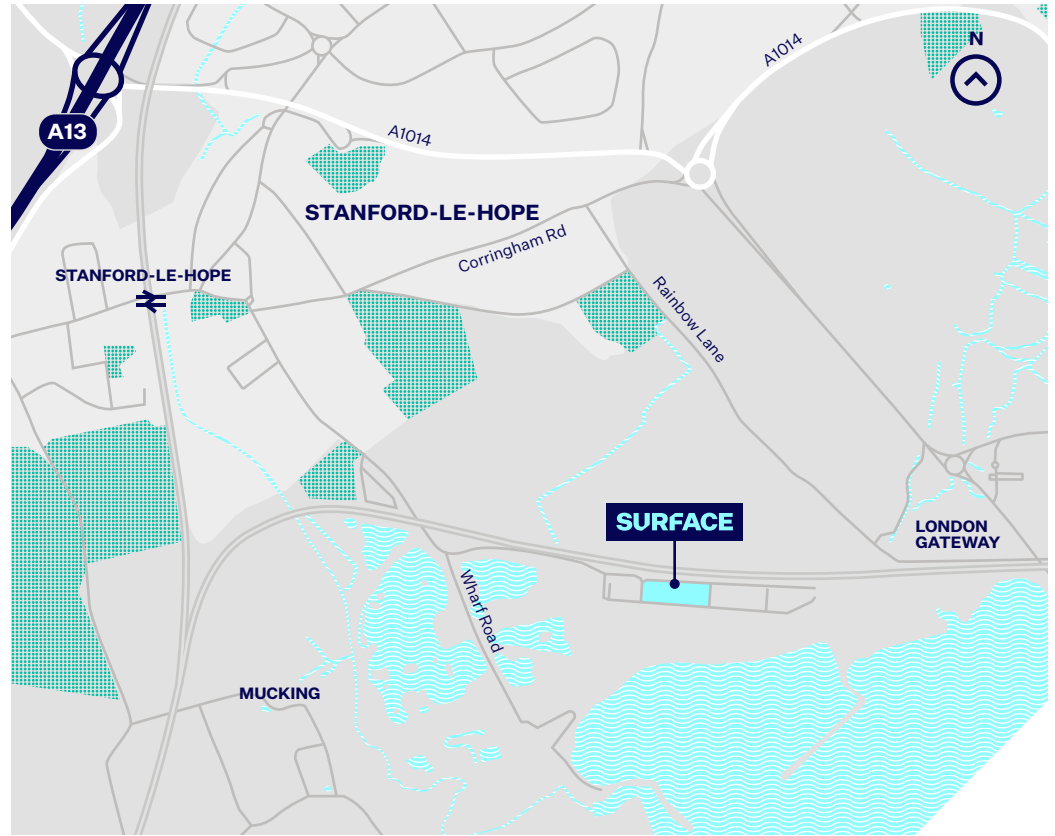 N
A1014
A13
A1014
STANFORD-LE-HOPE
Corringham Rd
STANFORD-LE-HOPE
Rainbow Lane
SURFACE
LONDON
GATEWAY
Wharf Road
MUCKING